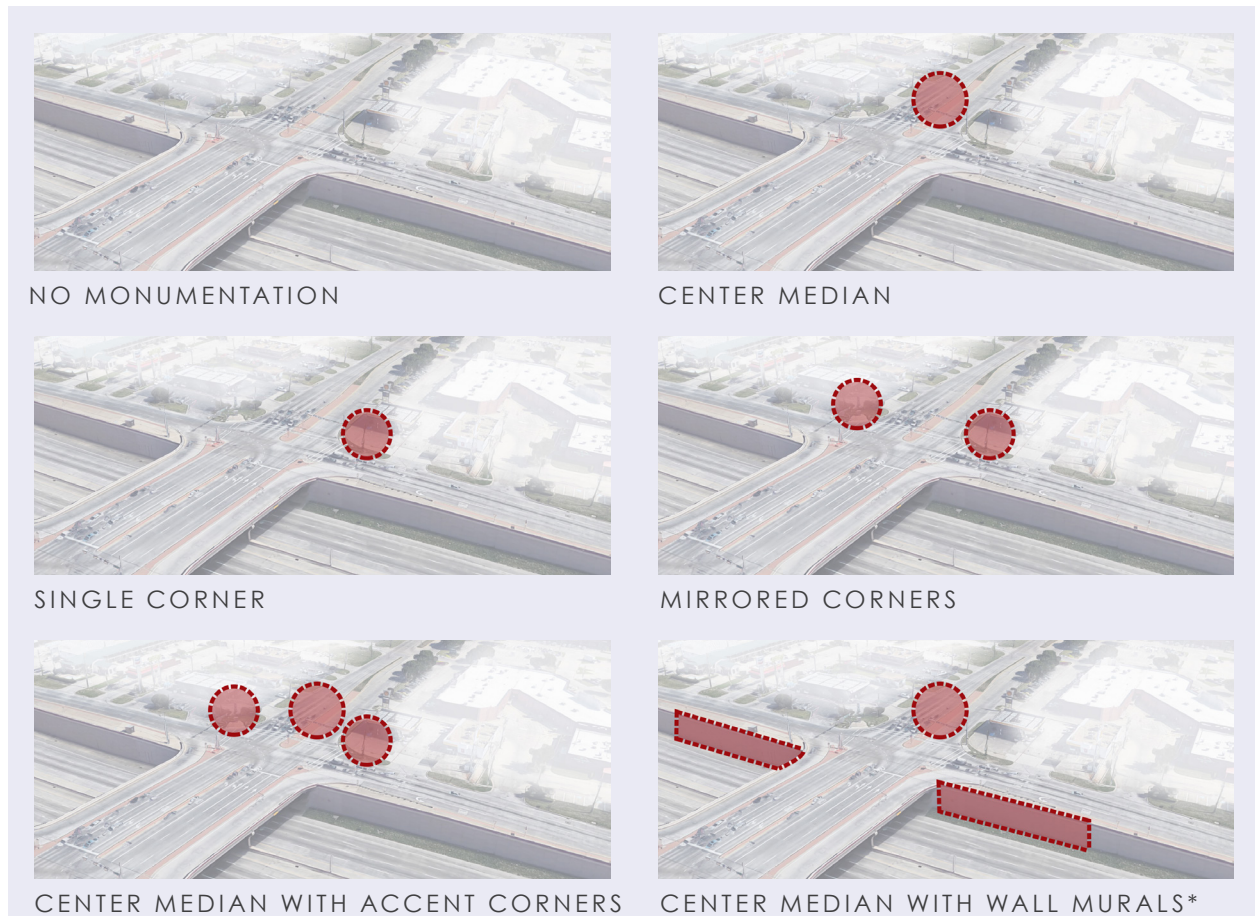 NO MONUMENTATION
CENTER MEDIAN
SINGLE CORNER
MIRRORED CORNERS
CENTER MEDIAN WITH ACCENT CORNERS
CENTER MEDIAN WITH WALL MURALS*